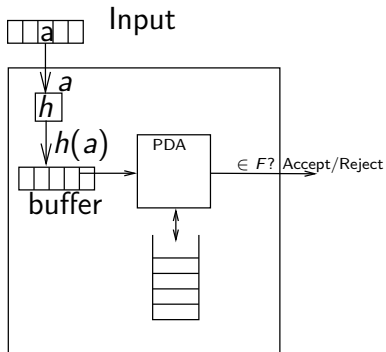 Input
a
a
h
h(a)
PDA
∈ F? Accept/Reject
buffer